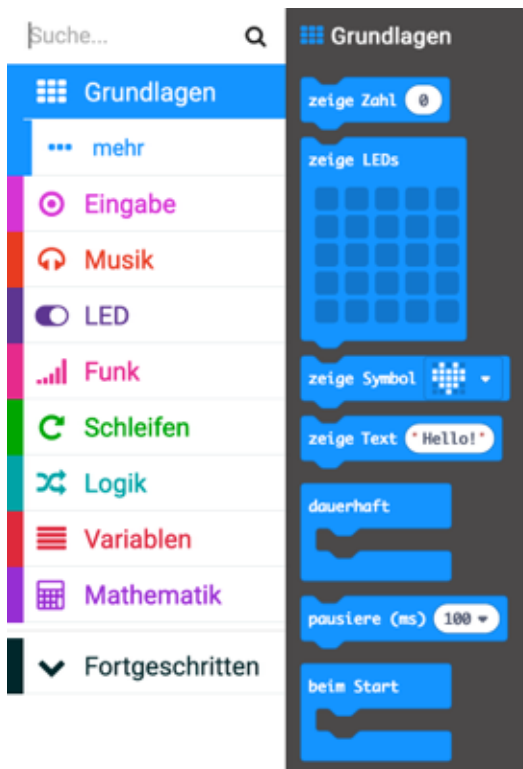 Suche...
Grundlagen
mehr
Eingabe
Musik
LED
Funk
Schleifen
Logik
Variablen
Mathematik
Fortgeschritten
Grundlagen
zeige Zahl 0
zeige LEDs
zeige Symbol
zeige Text "Hello!"
dauerhaft
pausiere (ms) 100
beim Start